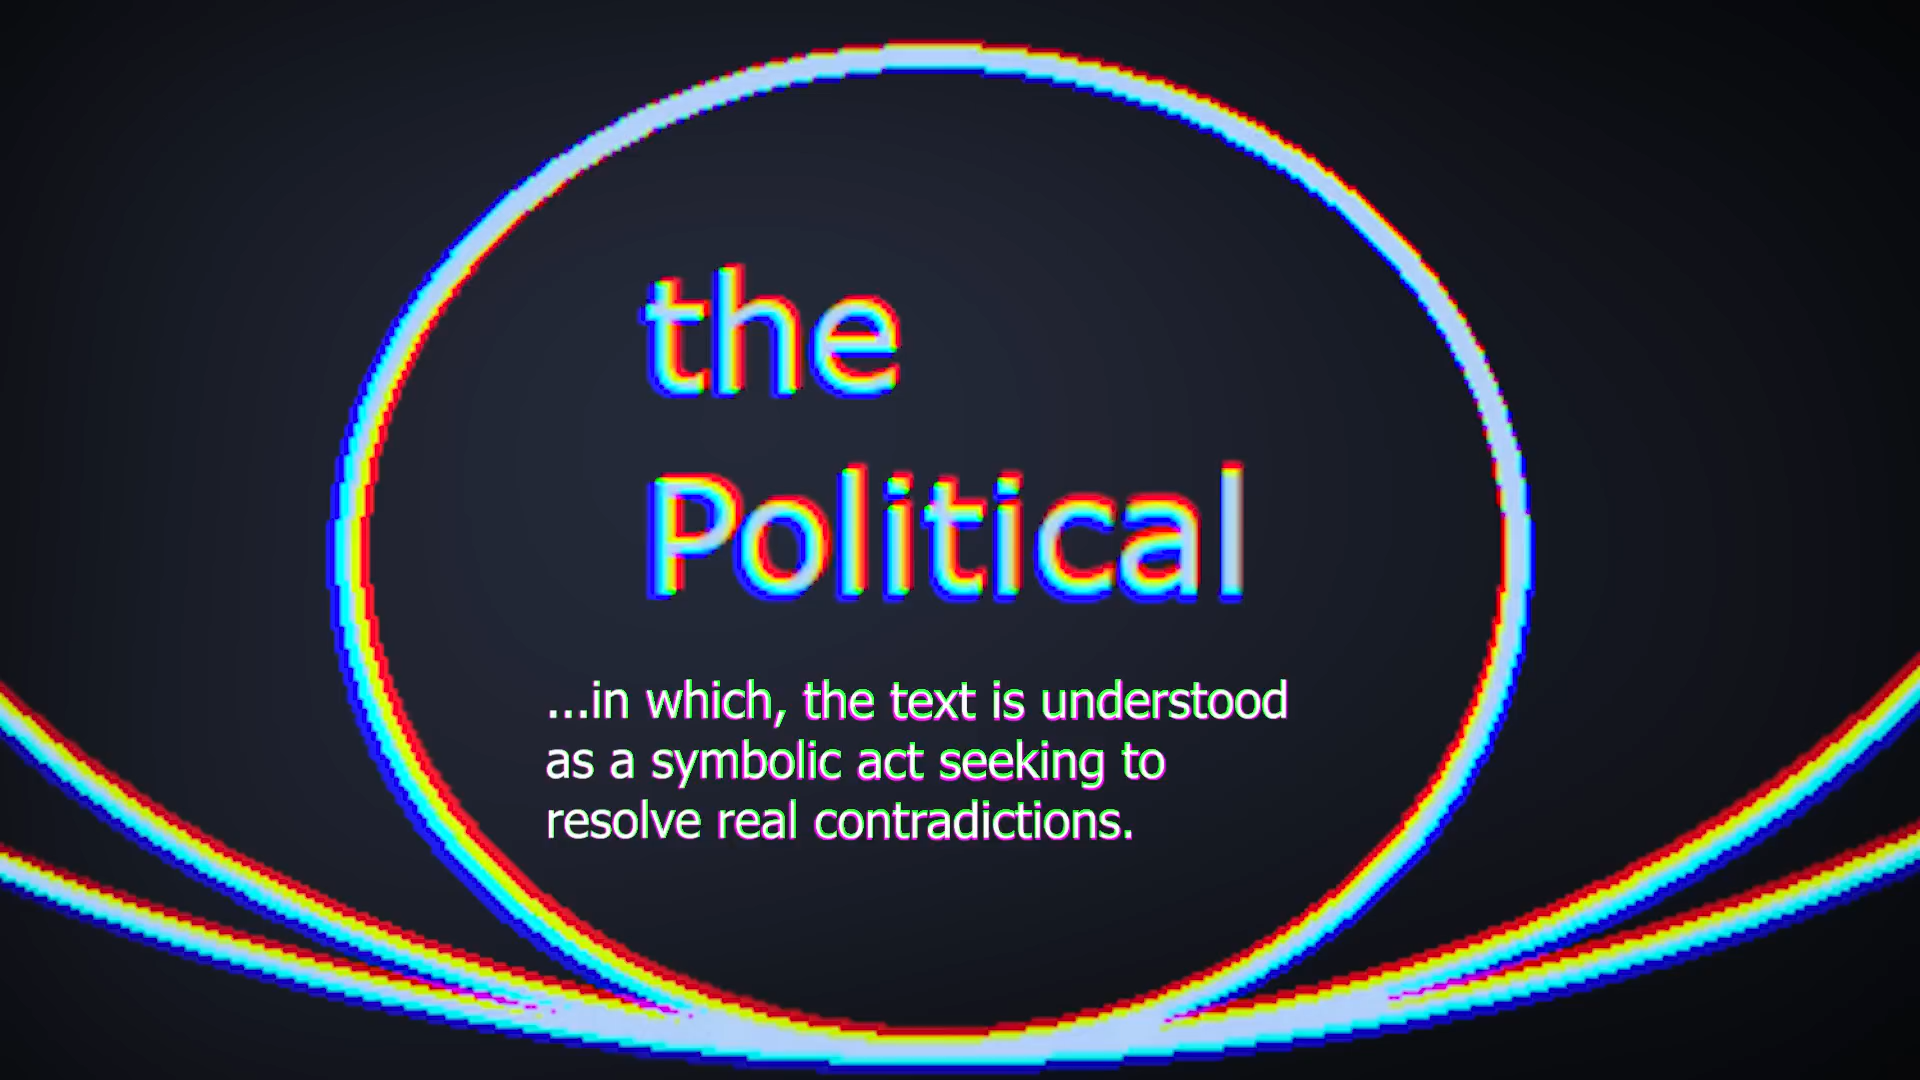 the
Political
...in which, the text is understood
as a symbolic act seeking to
resolve real contradictions.